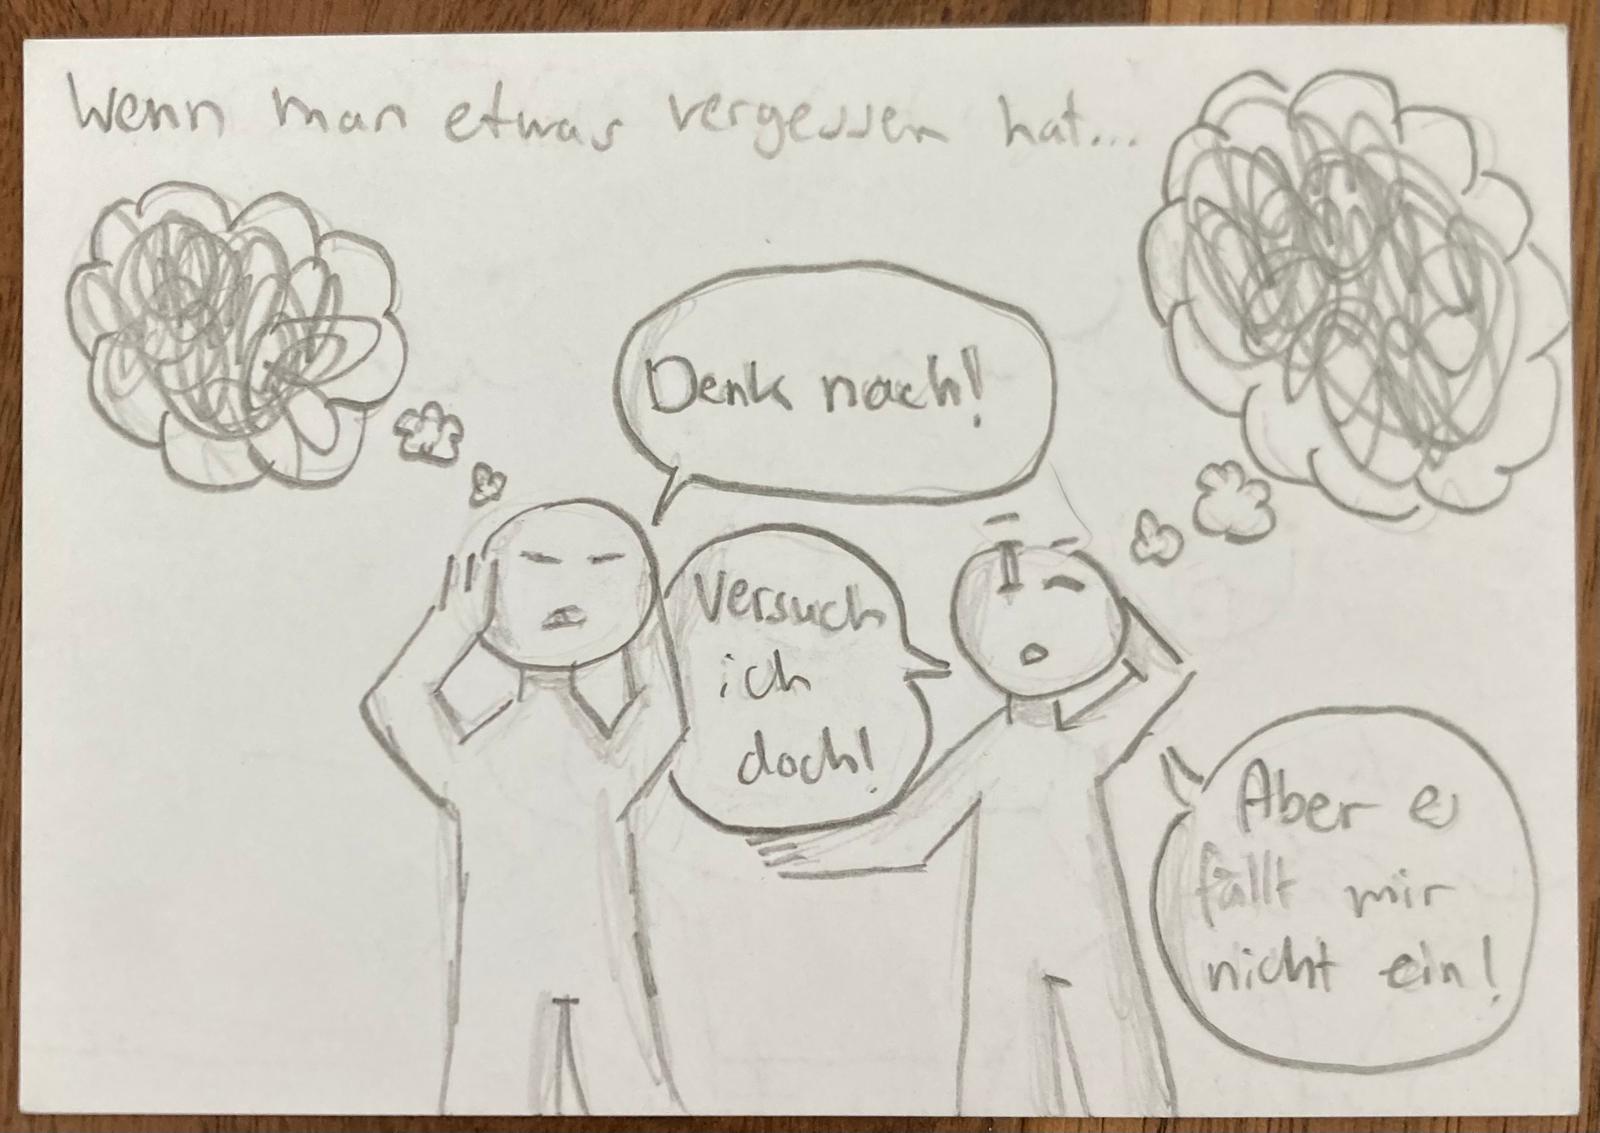 Wenn man etwas vergessen hat...
Denk nach!
Versuch
ich
doch!
Aber es
fällt mir
nicht ein!